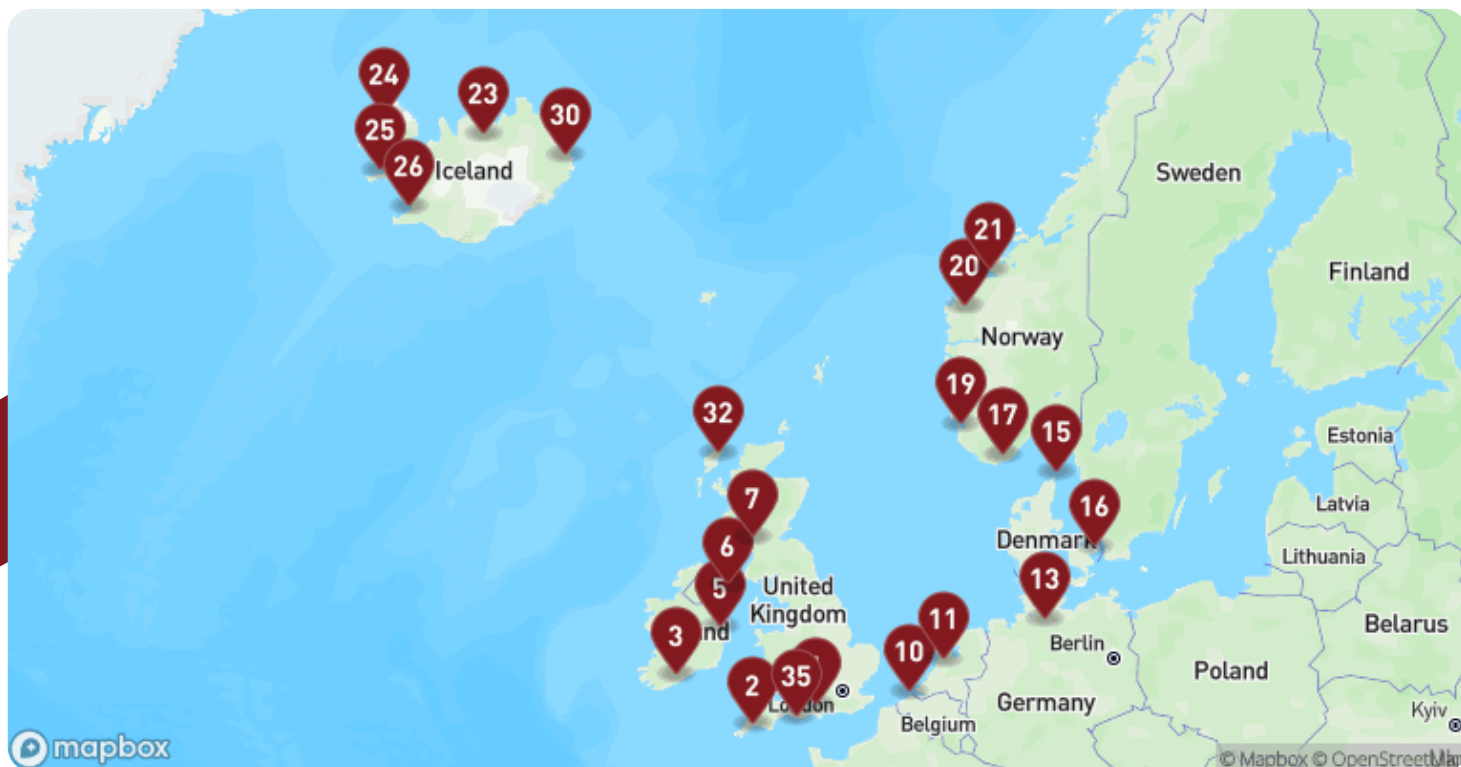 24
23
30
25
26
Iceland
Sweden
21
20
Finland
Norway
19
17
32
15
Estonia
7
16
Latvia
Denmark
6
Lithuania
13
5
United
Kingdom
11
Belarus
3
nd
10
Berlin
35
2
Poland
London
Germany
Belgium
Kyiv
mapbox
© Mapbox © OpenStreetMap